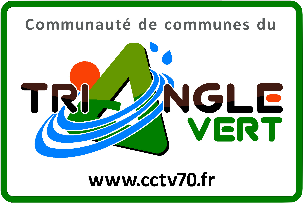 Communauté de communes du
TRIANGLE
VERT
www.cctv70.fr